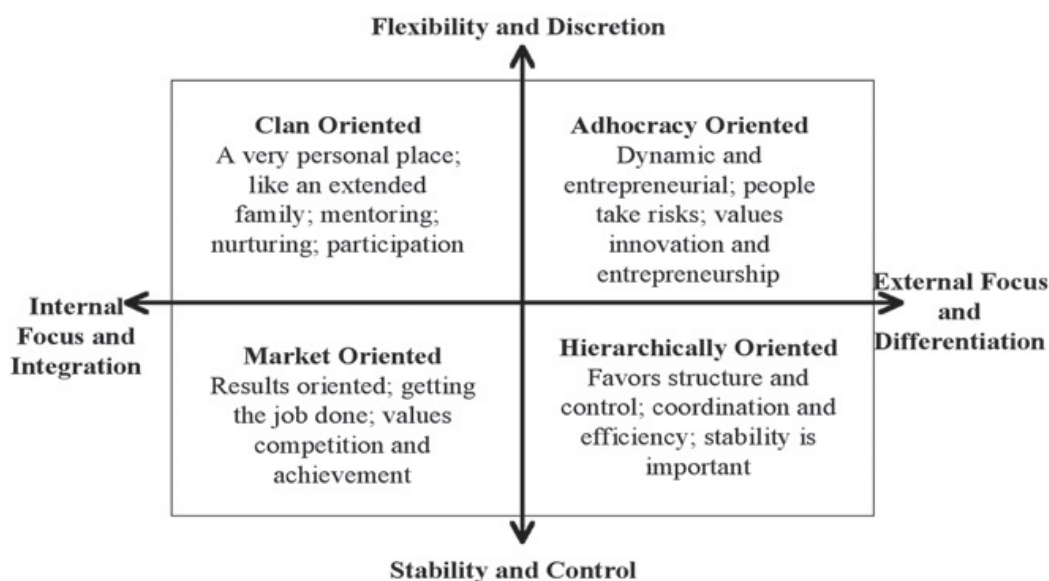 Flexibility and Discretion
Clan Oriented
A very personal place;
like an extended
family; mentoring;
nurturing; participation
Adhocracy Oriented
Dynamic and
entrepreneurial; people
take risks; values
innovation and
entrepreneurship
Internal
Focus and
Integration
External Focus
and
Differentiation
Market Oriented
Results oriented; getting
the job done; values
competition and
achievement
Hierarchically Oriented
Favors structure and
control; coordination and
efficiency; stability is
important
Stability and Control